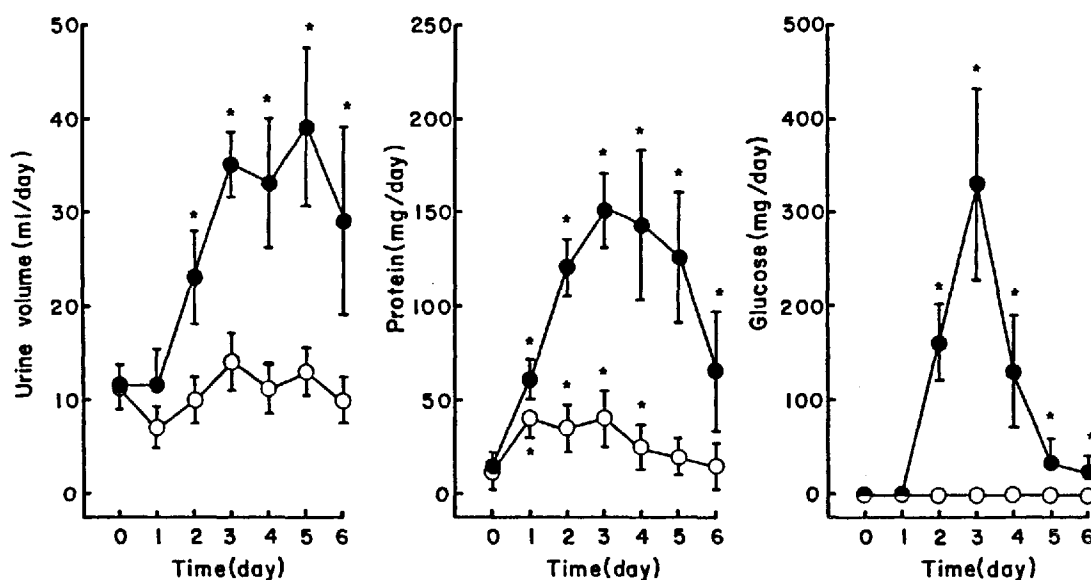 Urine volume (ml/day)
50
40
30
20
10
0
* * * * *
0 1 2 3 4 5 6
Time(day)
Protein(mg/day)
250
200
150
100
50
0
* * * * * *
* * *
*
0 1 2 3 4 5 6
Time(day)
Glucose(mg/day)
500
400
300
200
100
0
* * * * *
0 1 2 3 4 5 6
Time(day)